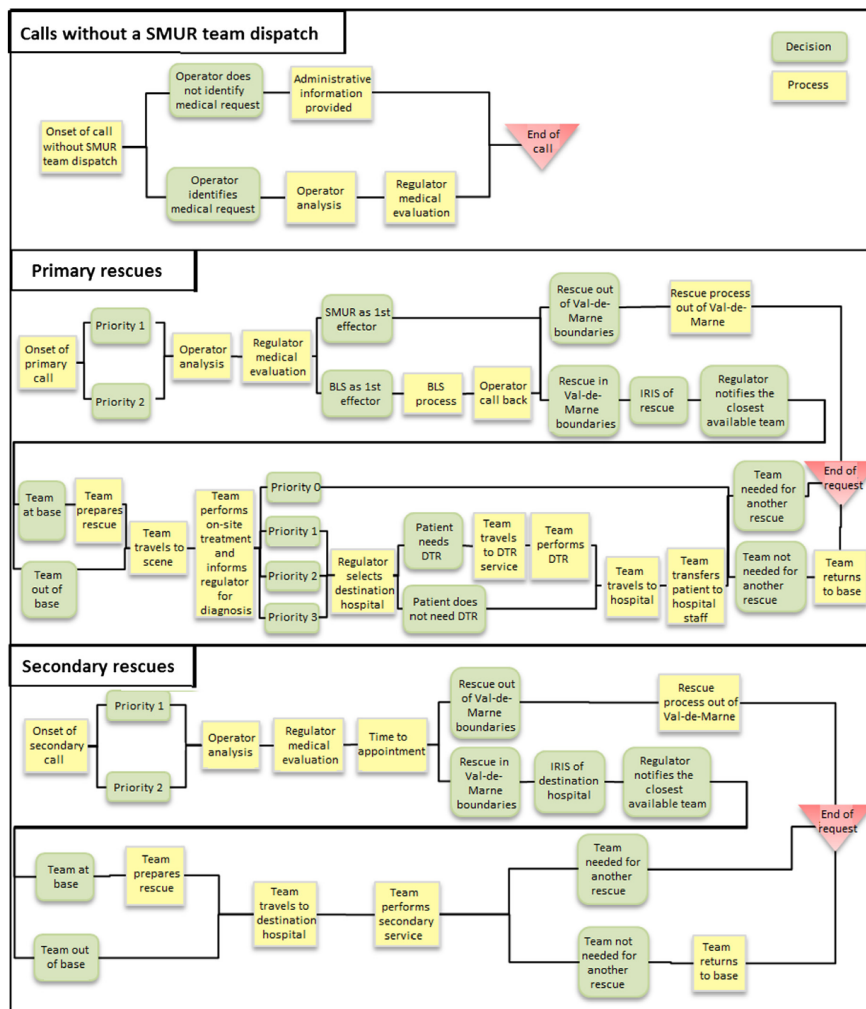 Calls without a SMUR team dispatch
Decision
Process
Operator does
not identify
medical request
Administrative
information
provided
Onset of call
without SMUR
team dispatch
End of
call
Operator
identifies
medical request
Operator
analysis
Regulator
medical
evaluation
Primary rescues
Onset of
primary
call
Priority 1
Priority 2
Operator
analysis
Regulator
medical
evaluation
SMUR as 1st
effector
BLS as 1st
effector
BLS
process
Operator
call back
Rescue out
of Val-de-
Marne
boundaries
Rescue process
out of Val-de-
Marne
Rescue in
Val-de-
Marne
boundaries
IRIS of
rescue
Regulator
notifies the
closest
available team
Team
at base
Team
prepares
rescue
Team out
of base
Team
travels to
scene
Team
performs
on-site
treatment
and
informs
regulator
for
diagnosis
Priority 0
Priority 1
Priority 2
Priority 3
Regulator
selects
destination
hospital
Patient
needs
DTR
Team
travels
to DTR
service
Team
performs
DTR
Patient does
not need DTR
Team
travels to
hospital
Team
transfers
patient to
hospital
staff
Team
needed for
another
rescue
Team not
needed for
another
rescue
End of
request
Team
returns
to base
Secondary rescues
Onset of
secondary
call
Priority 1
Priority 2
Operator
analysis
Regulator
medical
evaluation
Time to
appointment
Rescue out
of Val-de-
Marne
boundaries
Rescue
process out of
Val-de-Marne
Rescue in
Val-de-
Marne
boundaries
IRIS of
destination
hospital
Regulator
notifies the
closest
available team
End of
request
Team at
base
Team
prepares
rescue
Team out
of base
Team
travels to
destination
hospital
Team
performs
secondary
service
Team
needed for
another
rescue
Team not
needed for
another
rescue
Team
returns
to base